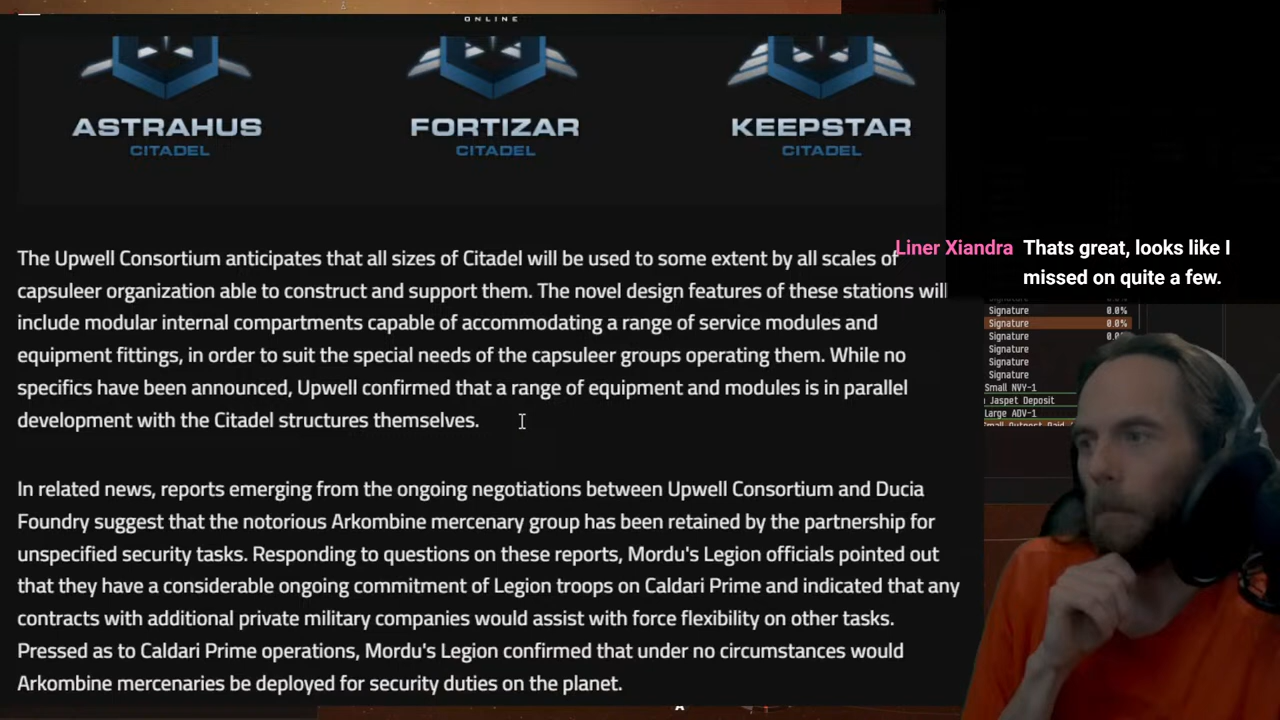 ONLINE
ASTRAHUS
CITADEL
FORTIZAR
CITADEL
KEEPSTAR
CITADEL
The Upwell Consortium anticipates that all sizes of Citadel will be used to some extent by all scales of
capsuleer organization able to construct and support them. The novel design features of these stations will
include modular internal compartments capable of accommodating a range of service modules and
equipment fittings, in order to suit the special needs of the capsuleer groups operating them. While no
specifics have been announced, Upwell confirmed that a range of equipment and modules is in parallel
development with the Citadel structures themselves.
In related news, reports emerging from the ongoing negotiations between Upwell Consortium and Ducia
Foundry suggest that the notorious Arkombine mercenary group has been retained by the partnership for
unspecified security tasks. Responding to questions on these reports, Mordu's Legion officials pointed out
that they have a considerable ongoing commitment of Legion troops on Caldari Prime and indicated that any
contracts with additional private military companies would assist with force flexibility on other tasks.
Pressed as to Caldari Prime operations, Mordu's Legion confirmed that under no circumstances would
Arkombine mercenaries be deployed for security duties on the planet.
Liner Xiandra Thats great, looks like I
missed on quite a few.
Signature 0.0%
Signature 0.0%
Signature 0.0%
Signature
Signature
Signature
Small NVY-1
Jaspet Deposit
Large ADV-1